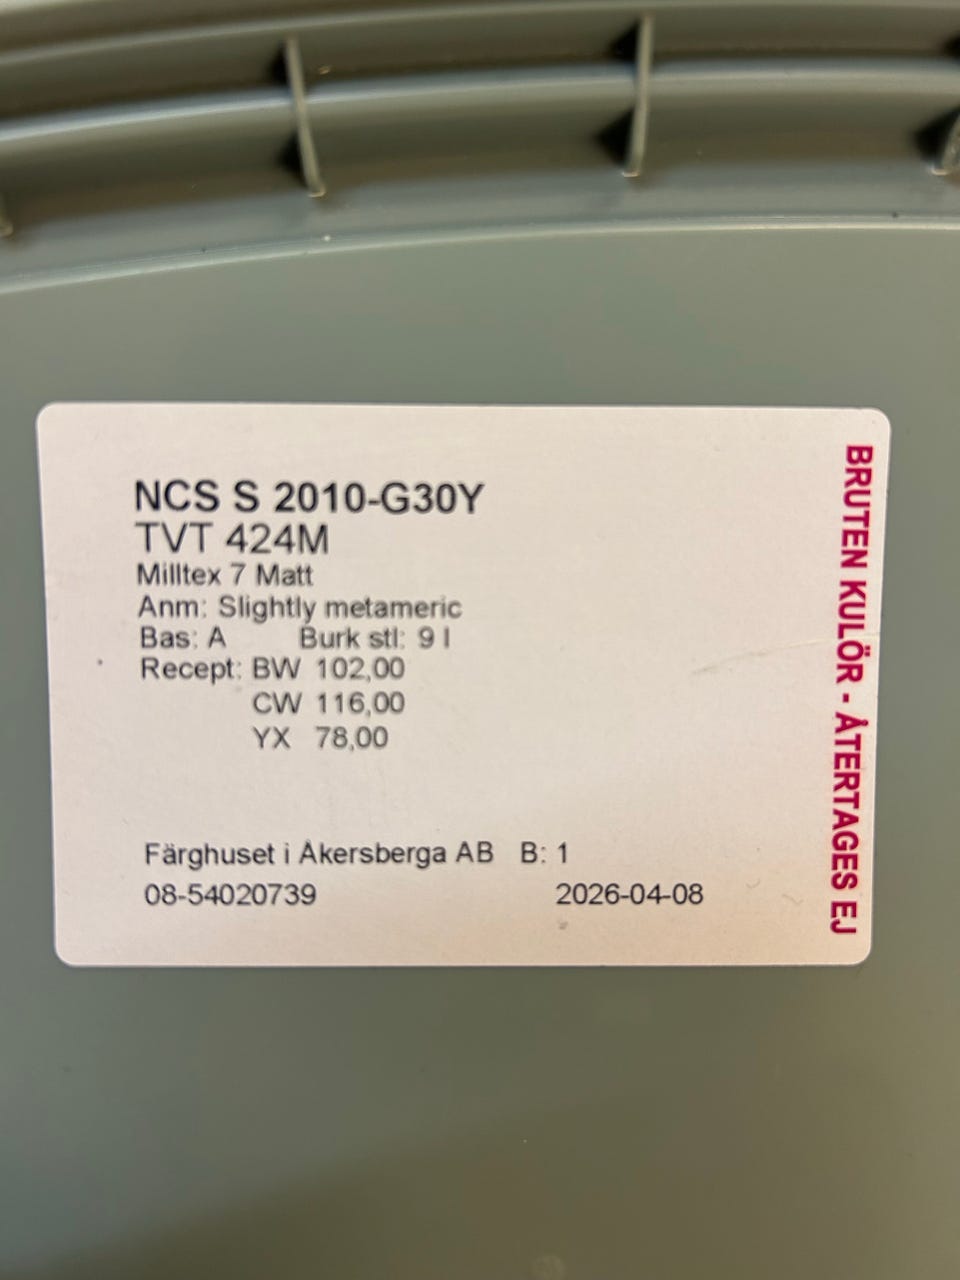 NCS S 2010-G30Y
TVT 424M
Milltex 7 Matt
Anm: Slightly metameric
Bas: A Burk stl: 9 l
Recept: BW 102,00
CW 116,00
YX 78,00
Färghuset i Åkersberga AB B: 1
08-54020739 2026-04-08
BRUTEN KULÖR - ÅTERTAGES EJ